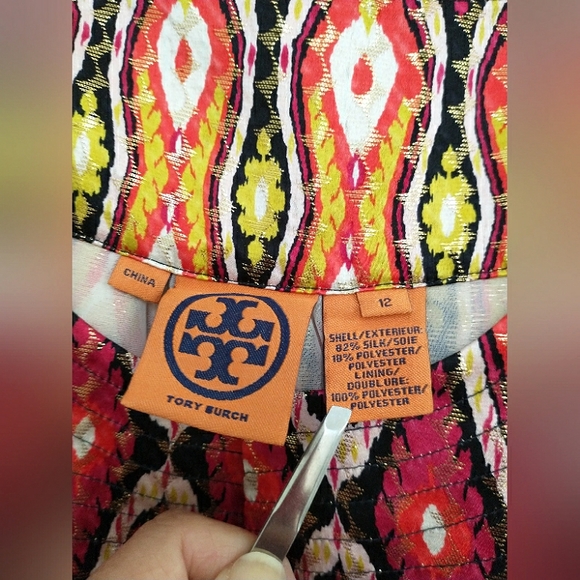 CHINA
TORY BURCH
12
SHELL/EXTERIEUR:
82% SILK/SOIE
18% POLYESTER/
POLYESTER
LINING/
DOUBLURE:
100% POLYESTER/
POLYESTER